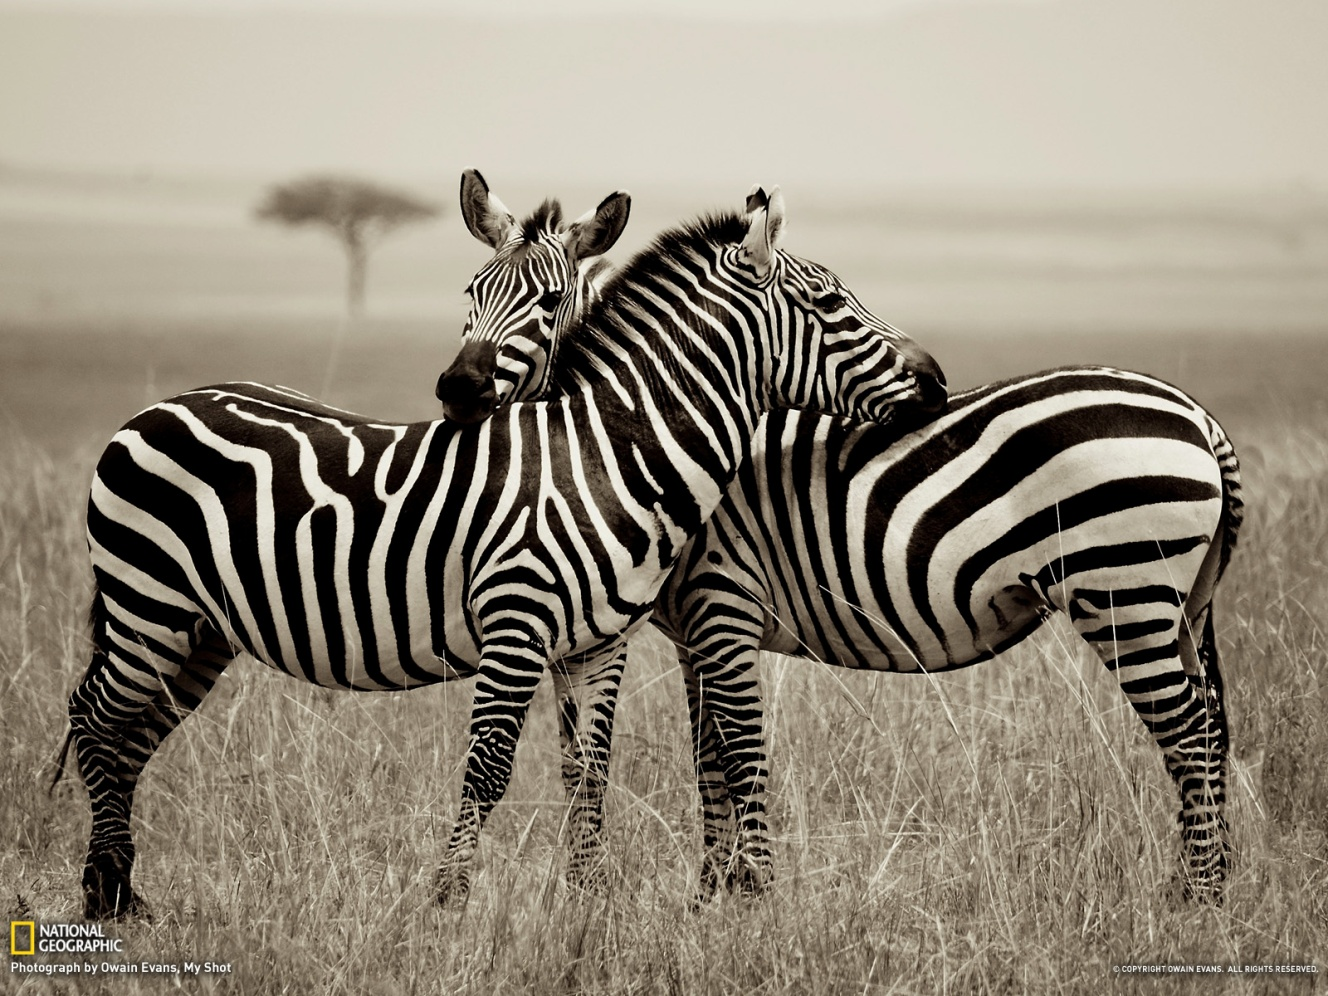 NATIONAL
GEOGRAPHIC
Photograph by Owain Evans, My Shot
© COPYRIGHT OWAIN EVANS. ALL RIGHTS RESERVED.